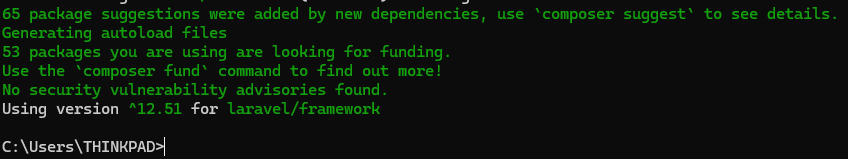 65 package suggestions were added by new dependencies, use `composer suggest` to see details.
Generating autoload files
53 packages you are using are looking for funding.
Use the `composer fund` command to find out more!
No security vulnerability advisories found.
Using version ^12.51 for laravel/framework
C:\Users\THINKPAD>